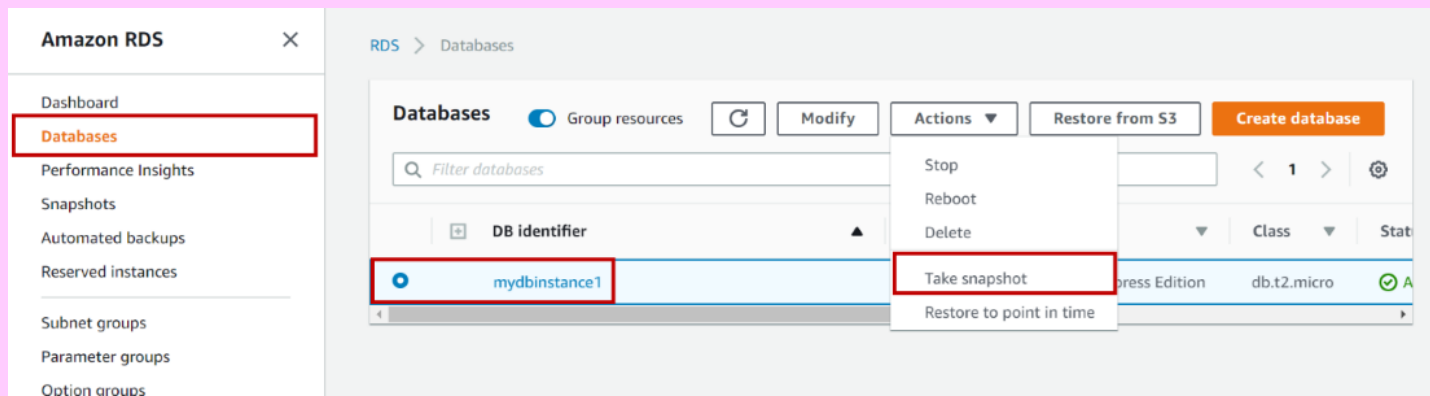 Amazon RDS
Dashboard
Databases
Performance Insights
Snapshots
Automated backups
Reserved instances
Subnet groups
Parameter groups
Option groups
RDS > Databases
Databases Group resources Modify Actions ▼ Restore from S3 Create database
Filter databases < 1 >
Stop
Reboot
Delete
Take snapshot
Restore to point in time
DB identifier ▲ ▼ Class ▼
mydbinstance1 Edition db.t2.micro